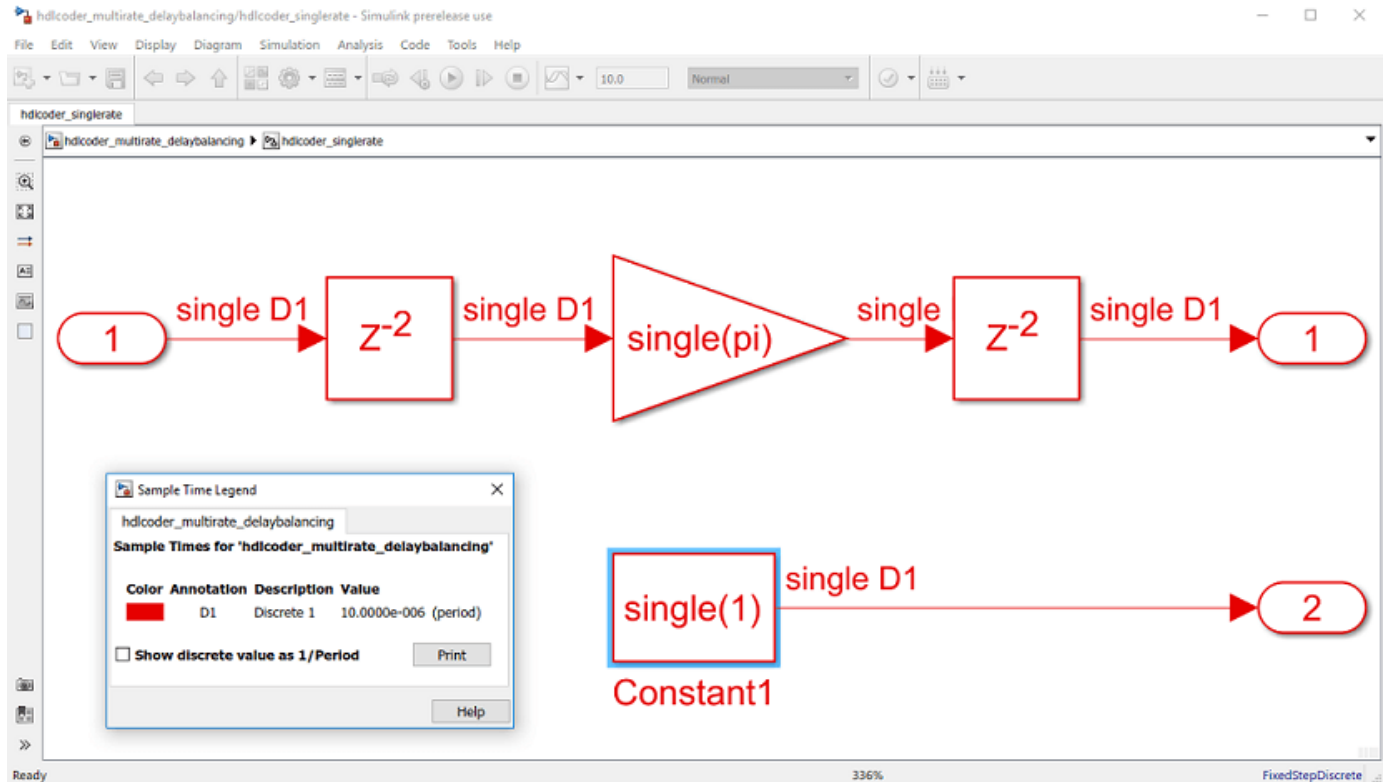 hdlcoder_multirate_delaybalancing/hdlcoder_singlerate - Simulink prerelease use
File Edit View Display Diagram Simulation Analysis Code Tools Help
10.0 Normal
hdlcoder_singlerate
hdlcoder_multirate_delaybalancing hdlcoder_singlerate
single D1 single D1 single single D1
1 Z-2 single(pi) Z-2 1
Sample Time Legend
hdlcoder_multirate_delaybalancing
Sample Times for 'hdlcoder_multirate_delaybalancing'
Color Annotation Description Value
D1 Discrete 1 10.0000e-006 (period)
Show discrete value as 1/Period Print
Help
single D1
single(1) 2
Constant1
Ready 336% FixedStepDiscrete